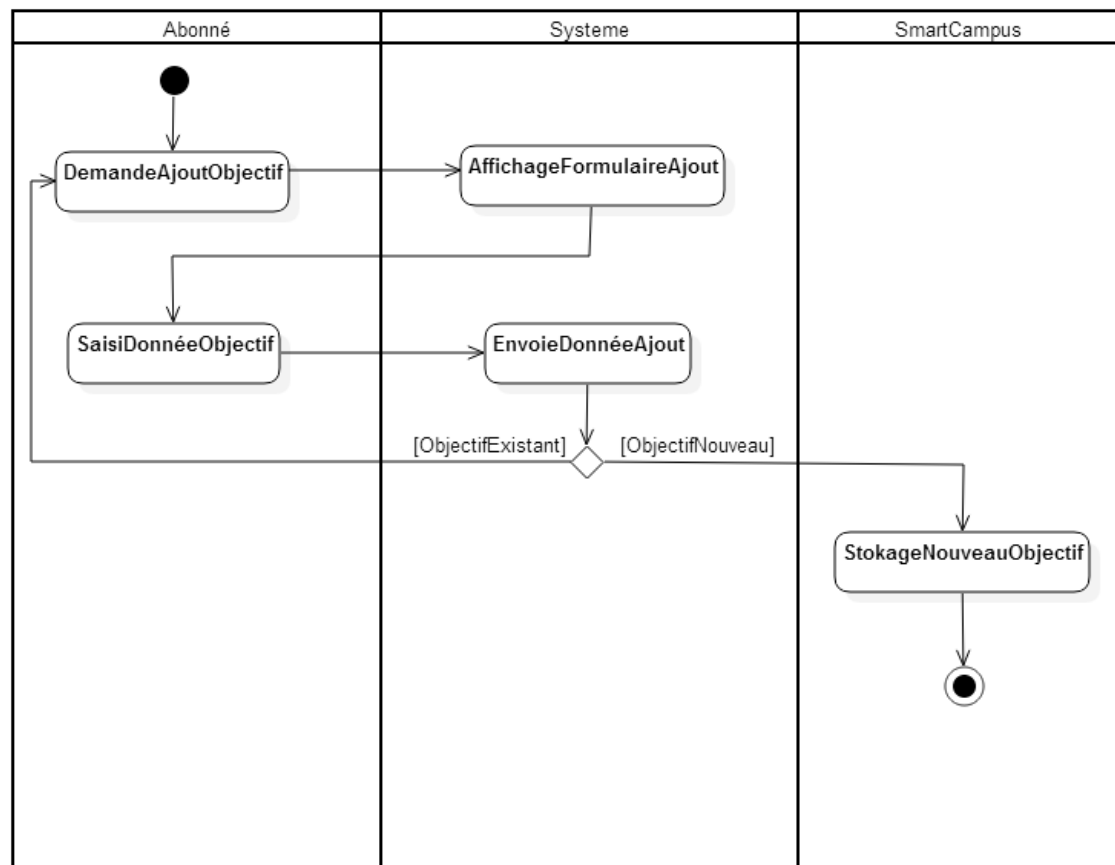 Abonné
Systeme
SmartCampus
DemandeAjoutObjectif
AffichageFormulaireAjout
SaisiDonnéeObjectif
EnvoieDonnéeAjout
[ObjectifExistant]
[ObjectifNouveau]
StokageNouveauObjectif